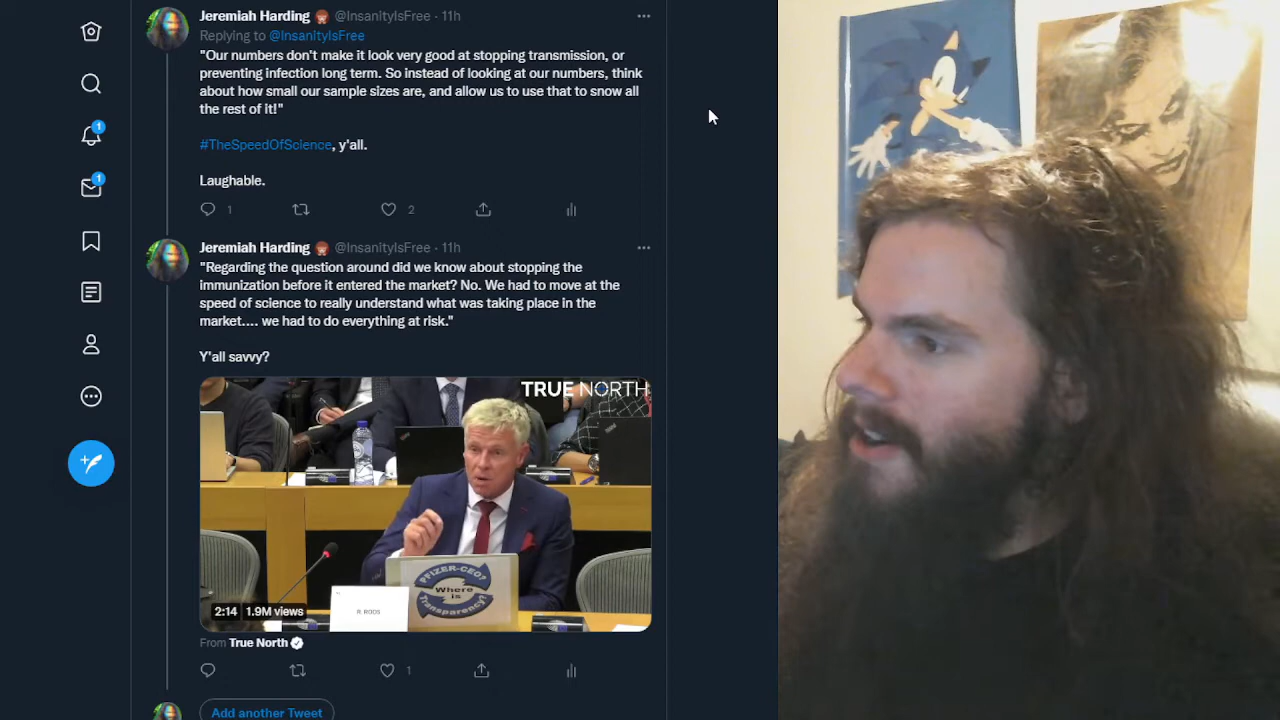 Jeremiah Harding @InsanityIsFree · 11h
Replying to @InsanityIsFree
"Our numbers don't make it look very good at stopping transmission, or
preventing infection long term. So instead of looking at our numbers, think
about how small our sample sizes are, and allow us to use that to snow all
the rest of it!"
#TheSpeedOfScience, y'all.
Laughable.
1 2
Jeremiah Harding @InsanityIsFree · 11h
"Regarding the question around did we know about stopping the
immunization before it entered the market? No. We had to move at the
speed of science to really understand what was taking place in the
market.... we had to do everything at risk."
Y'all savvy?
TRUE NORTH
PFIZER-CEO?
Where
is
Transparency?
R. ROOS
2:14 1.9M views
From True North
1
Add another Tweet
1
1